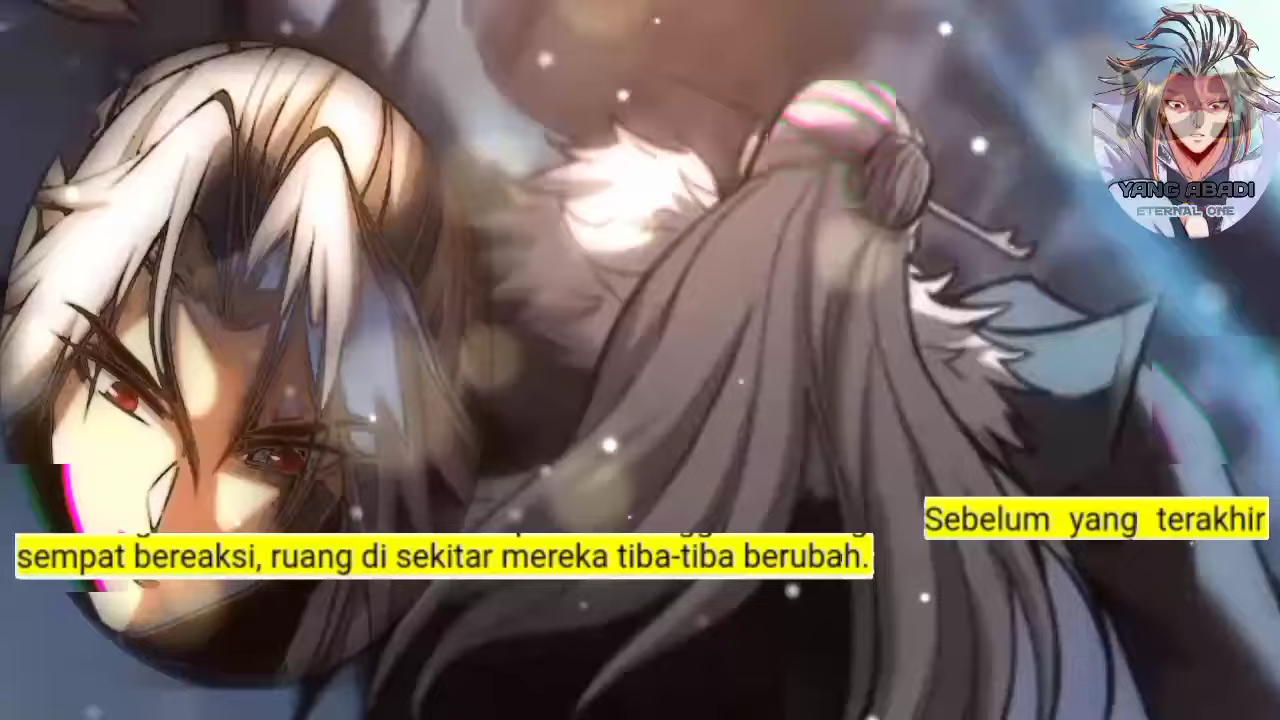 YANG ABADI
ETERNAL ONE
Sebelum yang terakhir
sempat bereaksi, ruang di sekitar mereka tiba-tiba berubah.